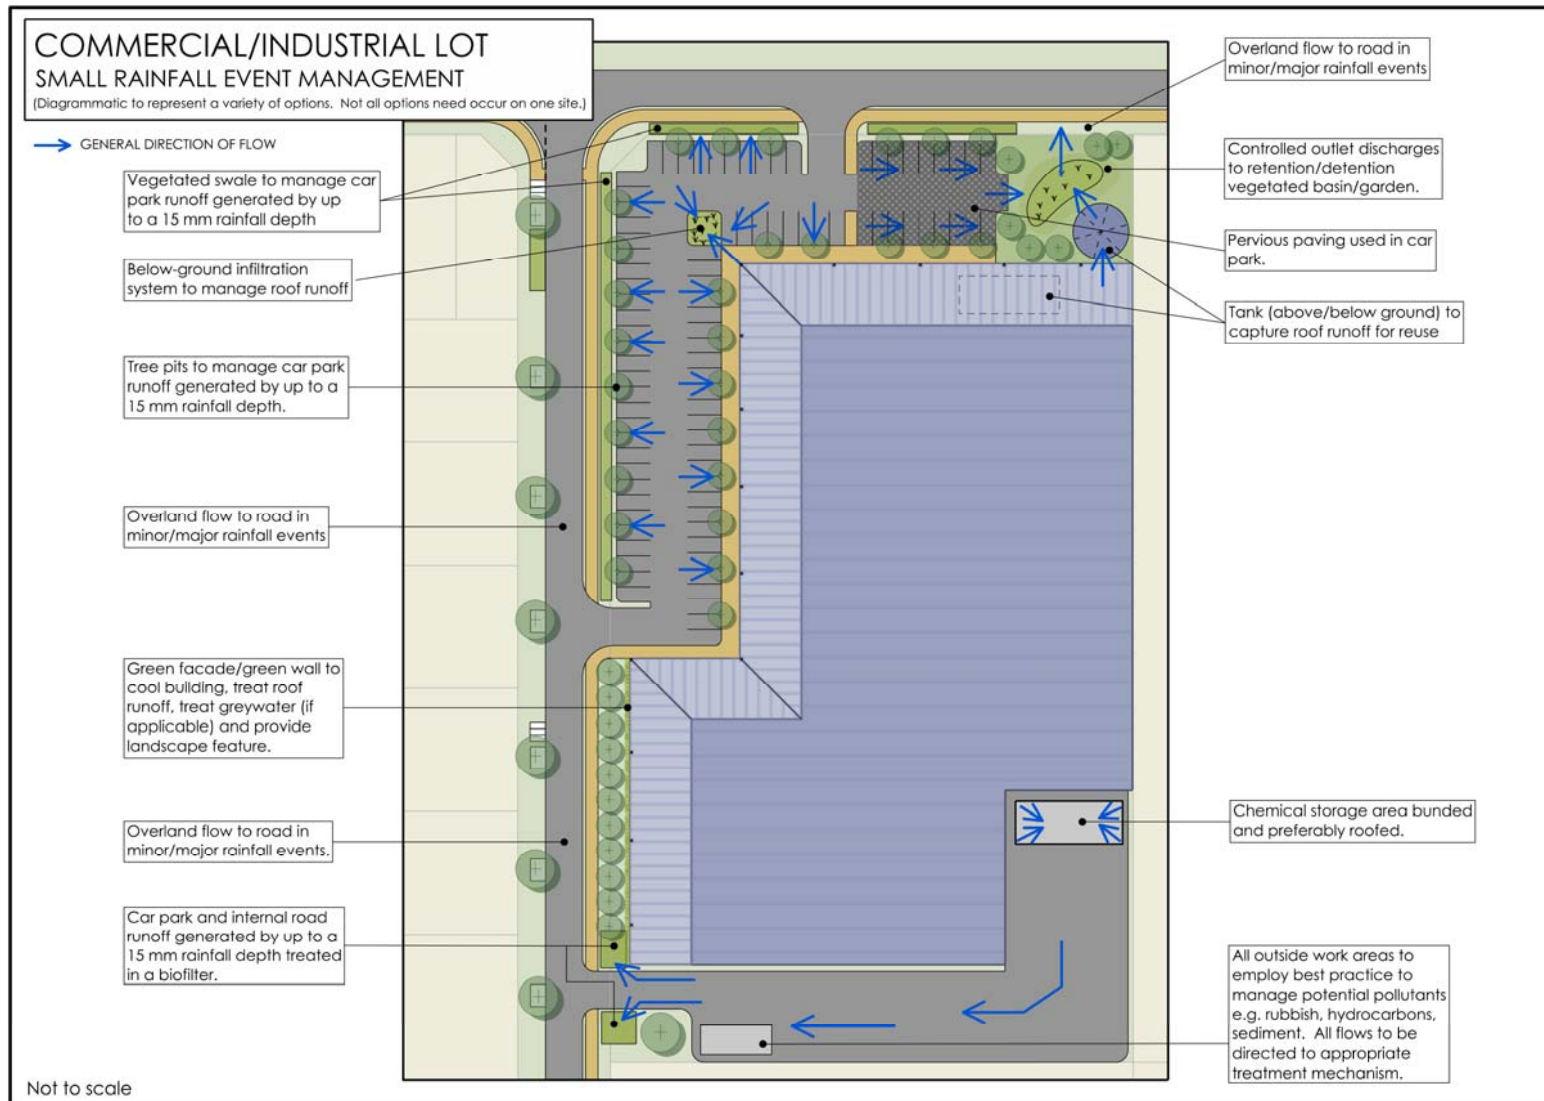 COMMERCIAL/INDUSTRIAL LOT
SMALL RAINFALL EVENT MANAGEMENT
(Diagrammatic to represent a variety of options.  Not all options need occur on one site.)
GENERAL DIRECTION OF FLOW
Vegetated swale to manage car
park runoff generated by up
to a 15 mm rainfall depth
Below-ground infiltration
system to manage roof runoff
Tree pits to manage car park
runoff generated by up to a
15 mm rainfall depth.
Overland flow to road in
minor/major rainfall events
Green facade/green wall to
cool building, treat roof
runoff, treat greywater (if
applicable) and provide
landscape feature.
Overland flow to road in
minor/major rainfall events.
Car park and internal road
runoff generated by up to a
15 mm rainfall depth treated
in a biofilter.
Overland flow to road in
minor/major rainfall events
Controlled outlet discharges
to retention/detention
vegetated basin/garden.
Pervious paving used in car
park.
Tank (above/below ground) to
capture roof runoff for reuse
Chemical storage area bunded
and preferably roofed.
All outside work areas to
employ best practice to
manage potential pollutants
e.g. rubbish, hydrocarbons,
sediment.  All flows to be
directed to appropriate
treatment mechanism.
Not to scale